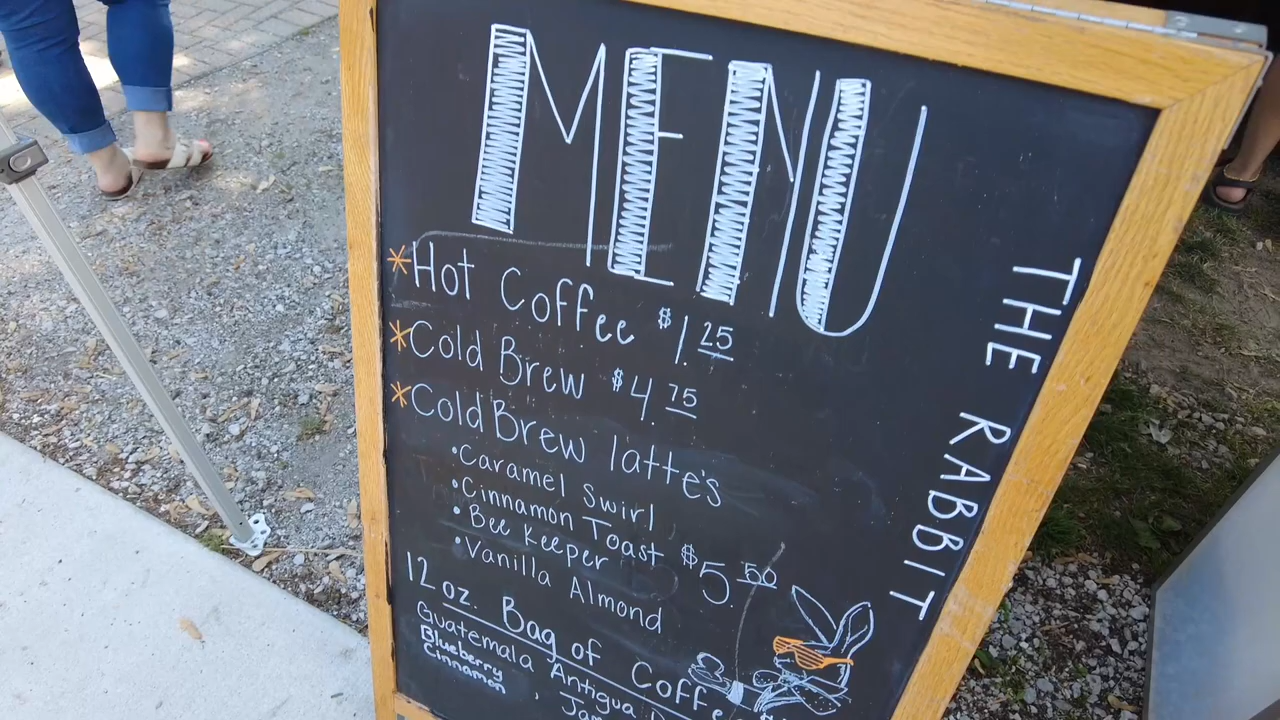 MENU
*Hot Coffee $1.25
*Cold Brew $4.75
*Cold Brew latte's
•Caramel Swirl
•Cinnamon Toast
•Bee Keeper $5.50
•Vanilla Almond
12 oz. Bag of Coffee
Guatemala Antigua
Blueberry
Cinnamon,
THE RABBIT